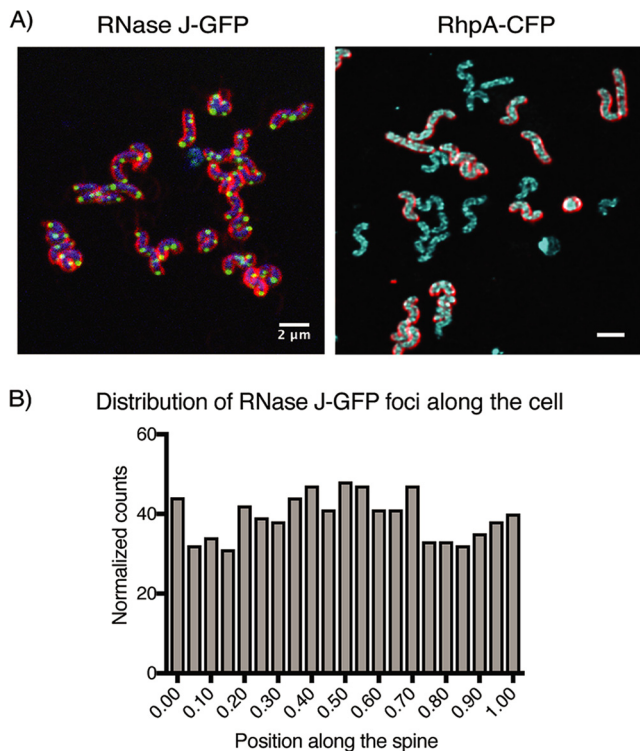 A)
RNase J-GFP
RhpA-CFP
2 µm
B)
Distribution of RNase J-GFP foci along the cell
Normalized counts
60
40
20
0
0.00
0.10
0.20
0.30
0.40
0.50
0.60
0.70
0.80
0.90
1.00
Position along the spine